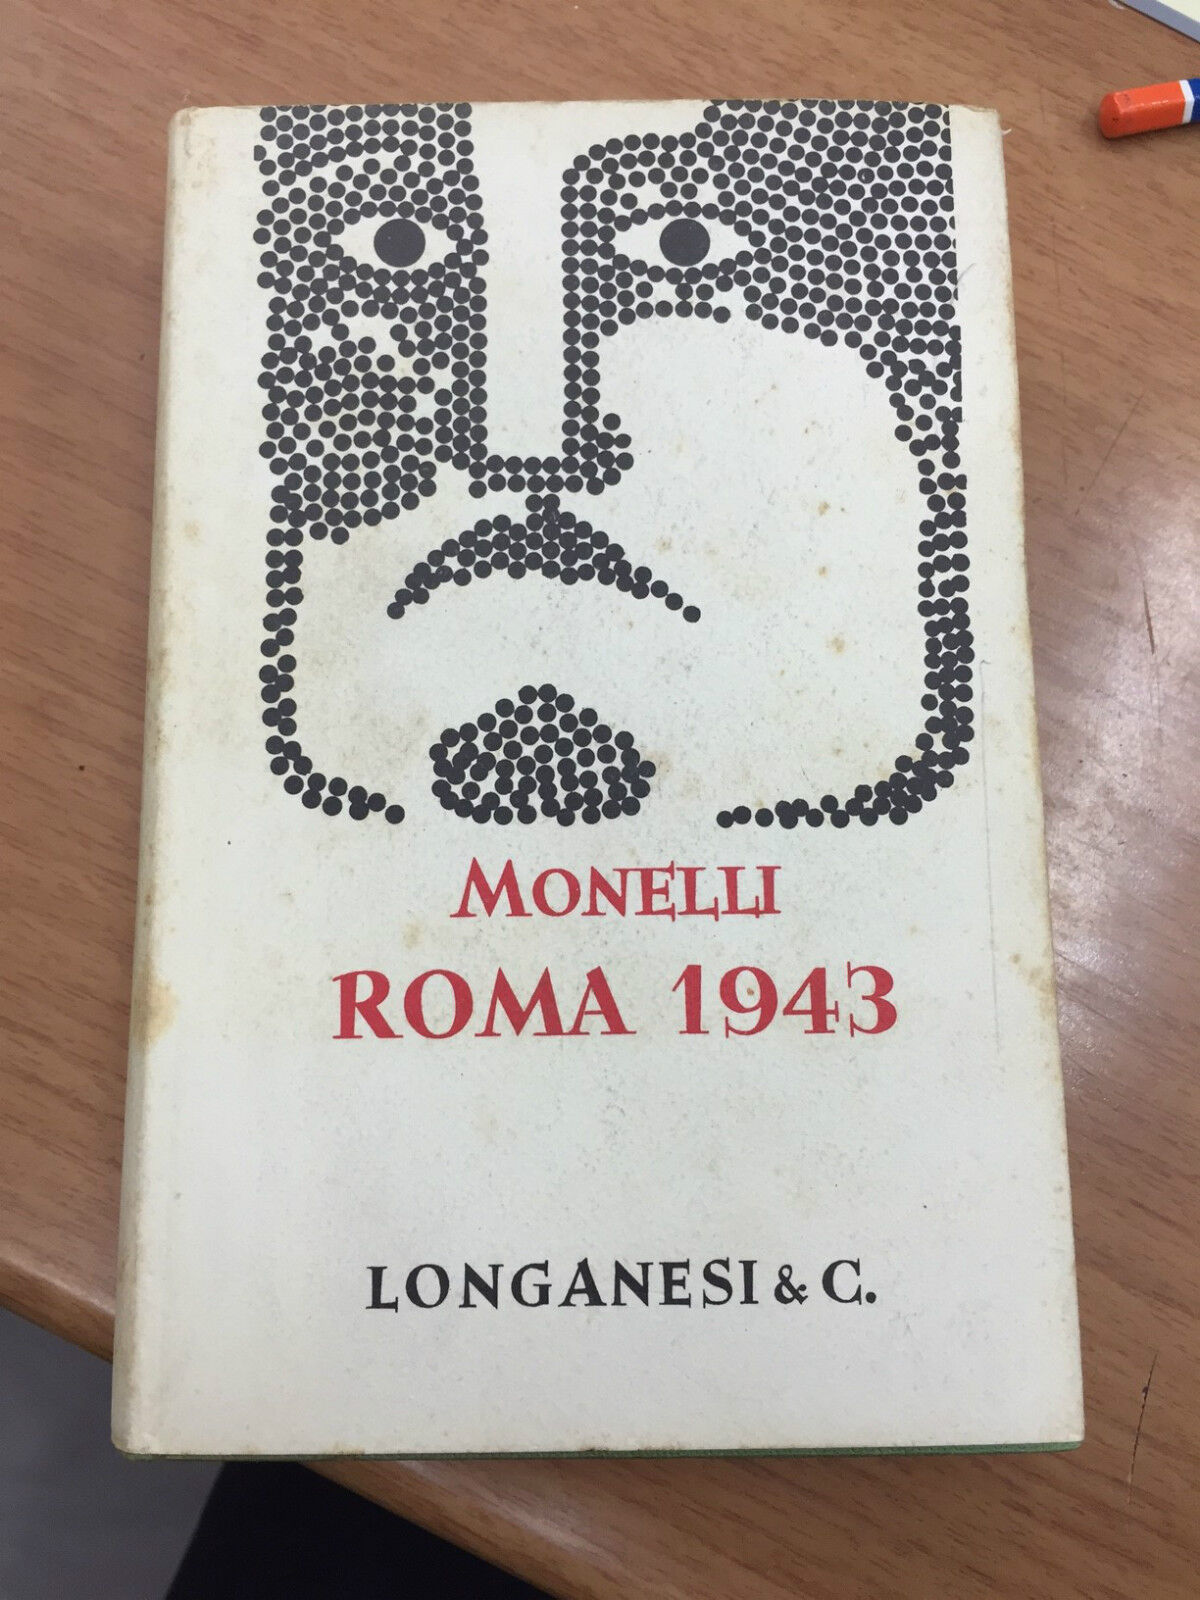 MONELLI
ROMA 1943
LONGANESI & C.